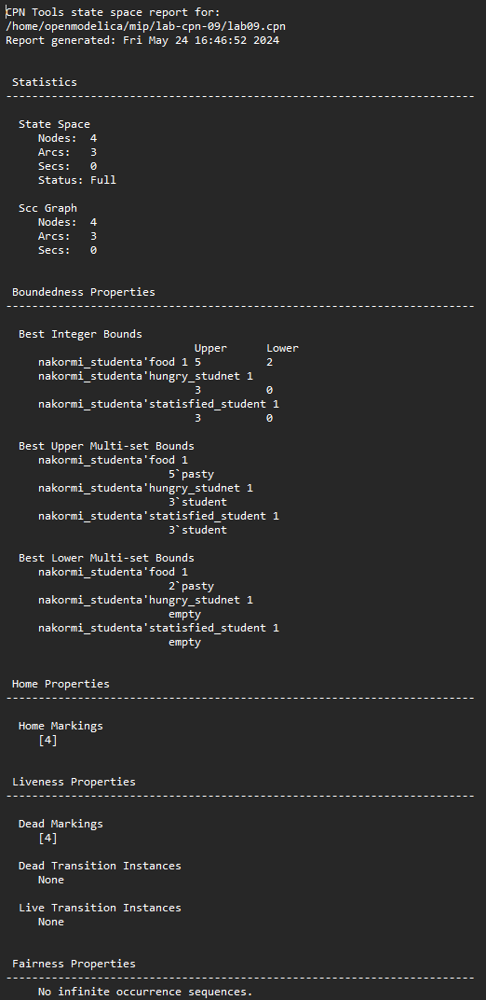 CPN Tools state space report for:
/home/openmodelica/mip/lab-cpn-09/lab09.cpn
Report generated: Fri May 24 16:46:52 2024
Statistics
------------------------------------------------------------------------
State Space
Nodes: 4
Arcs: 3
Secs: 0
Status: Full
Scc Graph
Nodes: 4
Arcs: 3
Secs: 0
Boundedness Properties
------------------------------------------------------------------------
Best Integer Bounds
Upper Lower
nakormi_studenta'food 1 5 2
nakormi_studenta'hungry_studnet 1
3 0
nakormi_studenta'statisfied_student 1
3 0
Best Upper Multi-set Bounds
nakormi_studenta'food 1
5`pasty
nakormi_studenta'hungry_studnet 1
3`student
nakormi_studenta'statisfied_student 1
3`student
Best Lower Multi-set Bounds
nakormi_studenta'food 1
2`pasty
nakormi_studenta'hungry_studnet 1
empty
nakormi_studenta'statisfied_student 1
empty
Home Properties
------------------------------------------------------------------------
Home Markings
[4]
Liveness Properties
------------------------------------------------------------------------
Dead Markings
[4]
Dead Transition Instances
None
Live Transition Instances
None
Fairness Properties
------------------------------------------------------------------------
No infinite occurrence sequences.